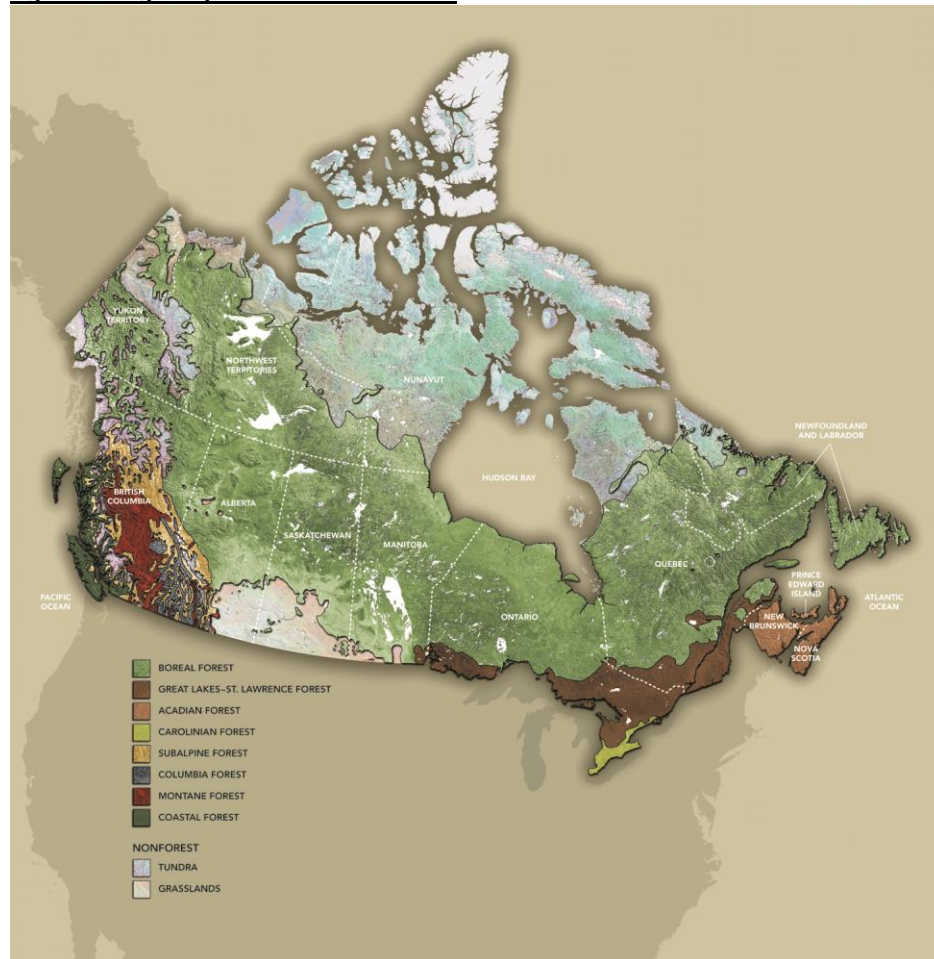 YUKON
TERRITORY
NORTHWEST
TERRITORIES
NUNAVUT
NEWFOUNDLAND
AND LABRADOR
HUDSON BAY
BRITISH
COLUMBIA
ALBERTA
SASKATCHEWAN
MANITOBA
QUEBEC
PRINCE
EDWARD
ISLAND
PACIFIC
OCEAN
ATLANTIC
OCEAN
ONTARIO
NEW
BRUNSWICK
NOVA
SCOTIA
BOREAL FOREST
GREAT LAKES–ST. LAWRENCE FOREST
ACADIAN FOREST
CAROLINIAN FOREST
SUBALPINE FOREST
COLUMBIA FOREST
MONTANE FOREST
COASTAL FOREST
NONFOREST
TUNDRA
GRASSLANDS